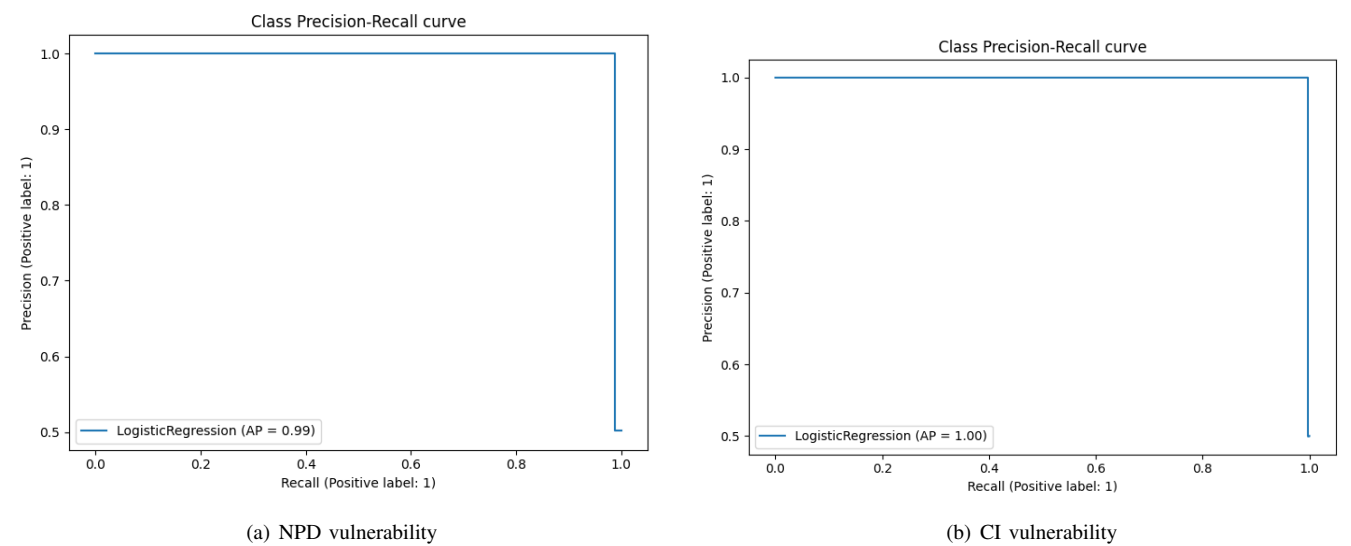 Class Precision-Recall curve
1.0
0.9
0.8
0.7
0.6
0.5
Precision (Positive label: 1)
LogisticRegression (AP = 0.99)
0.0 0.2 0.4 0.6 0.8 1.0
Recall (Positive label: 1)
(a) NPD vulnerability
Class Precision-Recall curve
1.0
0.9
0.8
0.7
0.6
0.5
Precision (Positive label: 1)
LogisticRegression (AP = 1.00)
0.0 0.2 0.4 0.6 0.8 1.0
Recall (Positive label: 1)
(b) CI vulnerability